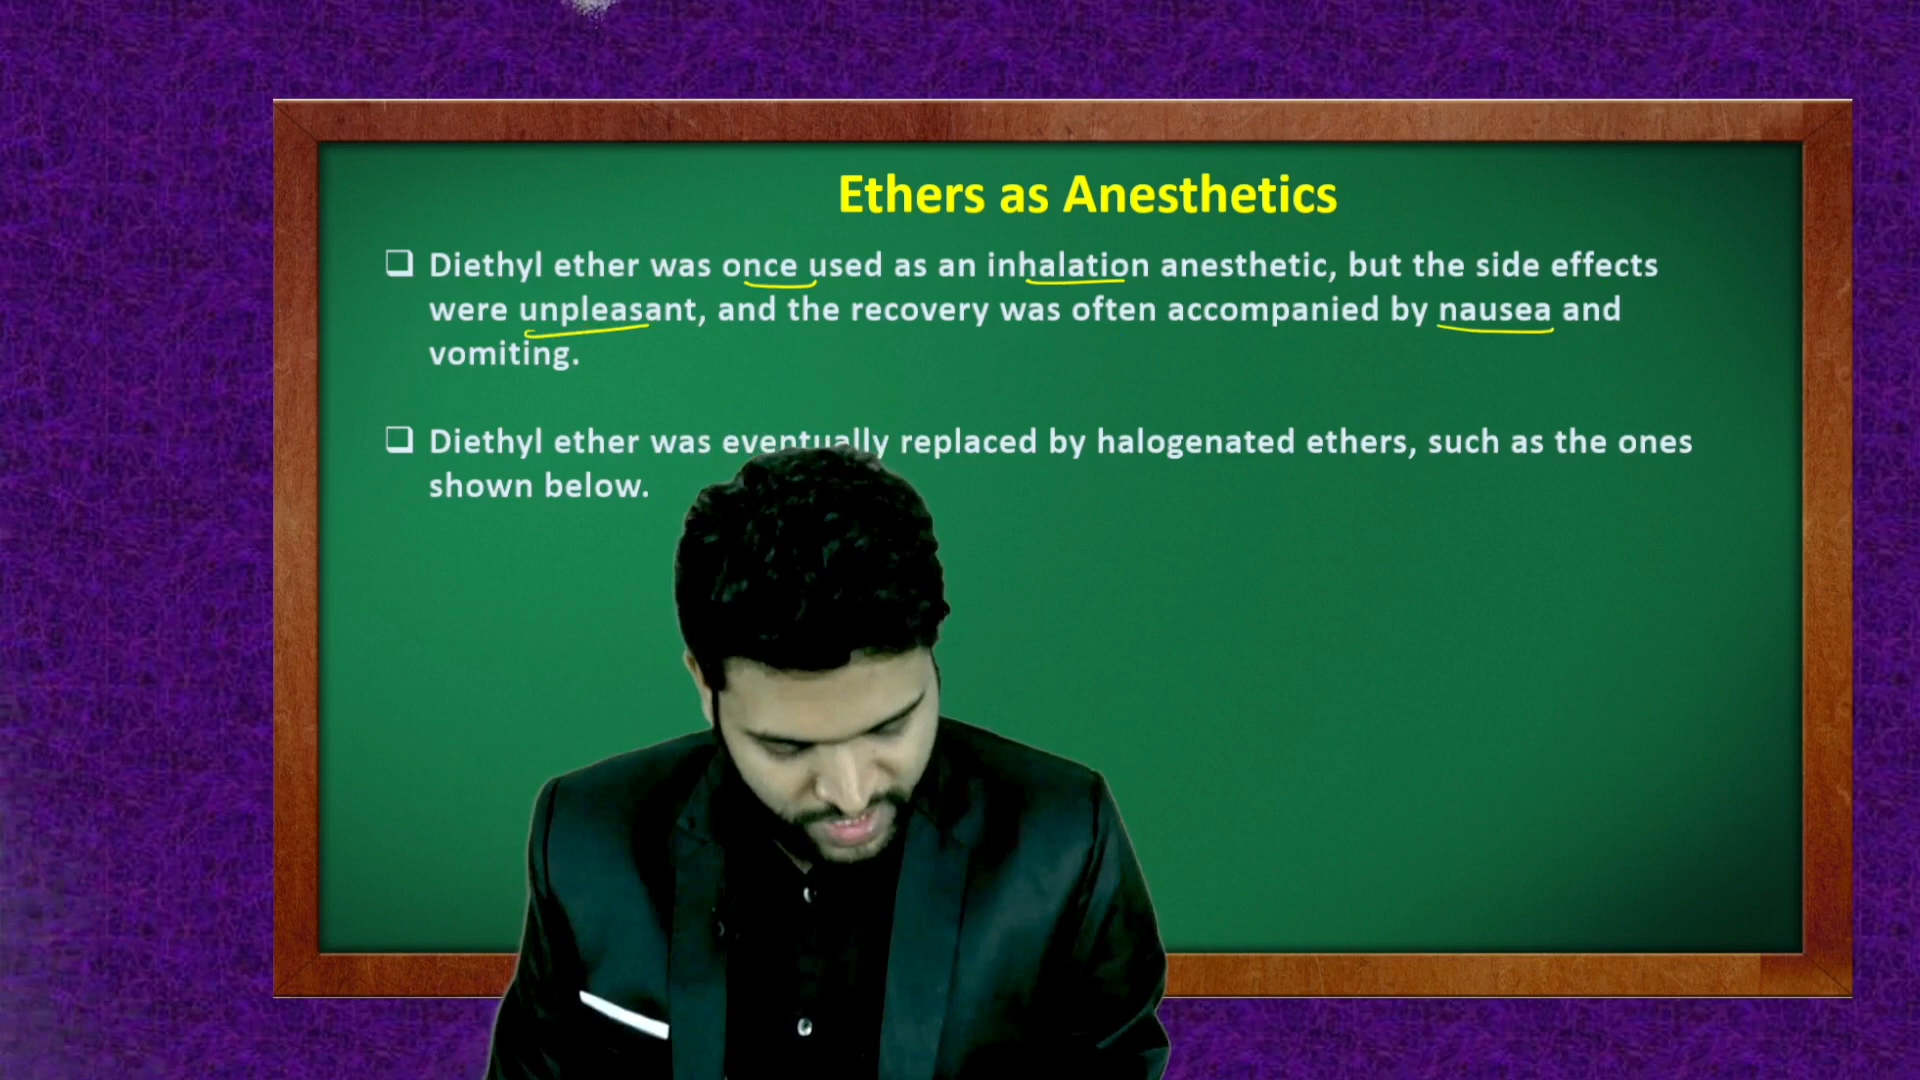 Ethers as Anesthetics
Diethyl ether was once used as an inhalation anesthetic, but the side effects
were unpleasant, and the recovery was often accompanied by nausea and
vomiting.
Diethyl ether was eventually replaced by halogenated ethers, such as the ones
shown below.